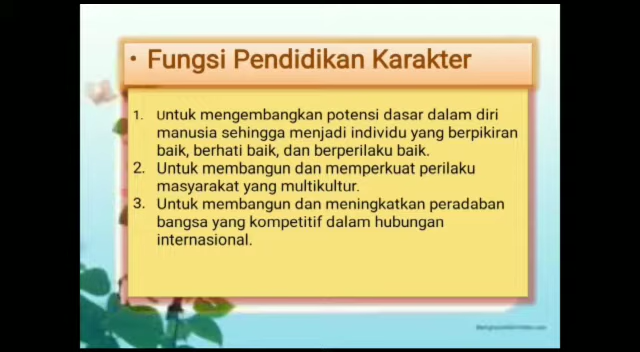 • Fungsi Pendidikan Karakter
1. Untuk mengembangkan potensi dasar dalam diri
manusia sehingga menjadi individu yang berpikiran
baik, berhati baik, dan berperilaku baik.
2. Untuk membangun dan memperkuat perilaku
masyarakat yang multikultur.
3. Untuk membangun dan meningkatkan peradaban
bangsa yang kompetitif dalam hubungan
internasional.